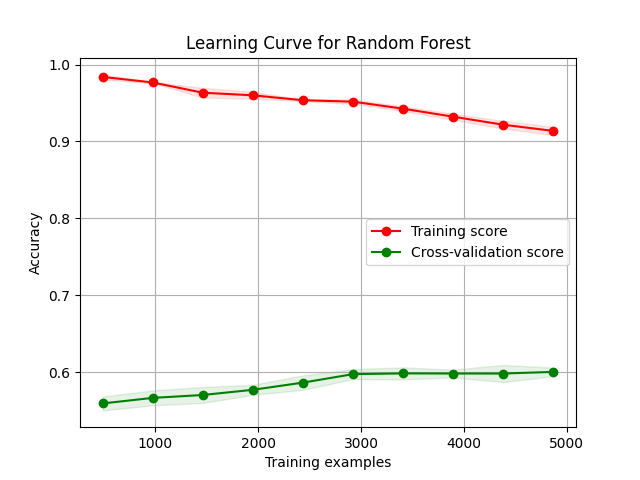 Learning Curve for Random Forest
1.0
0.9
0.8
0.7
0.6
Accuracy
Training score
Cross-validation score
1000 2000 3000 4000 5000
Training examples